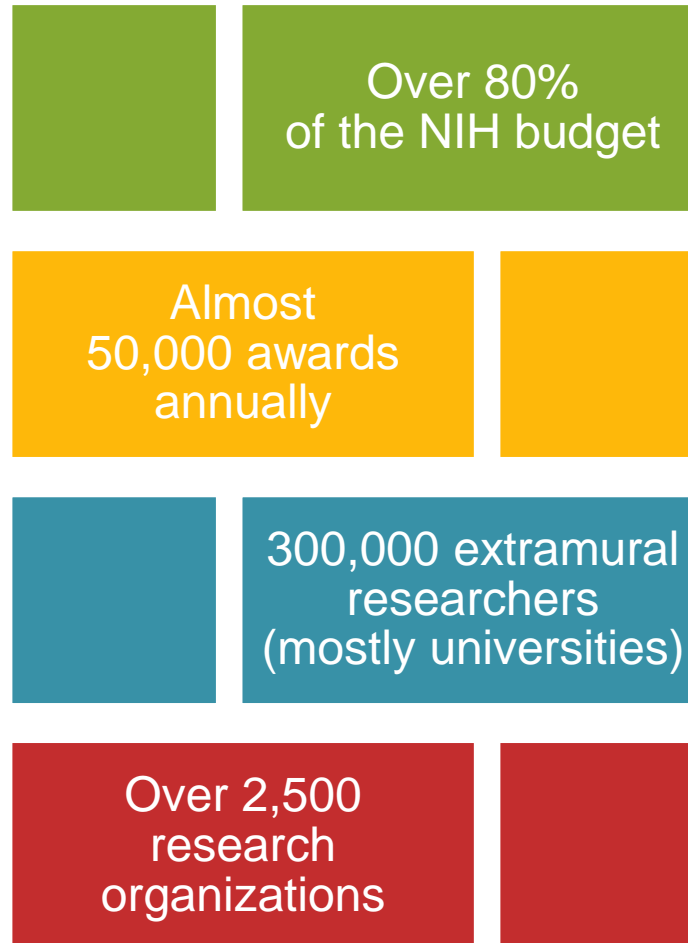 Over 80%
of the NIH budget
Almost
50,000 awards
annually
300,000 extramural
researchers
(mostly universities)
Over 2,500
research
organizations